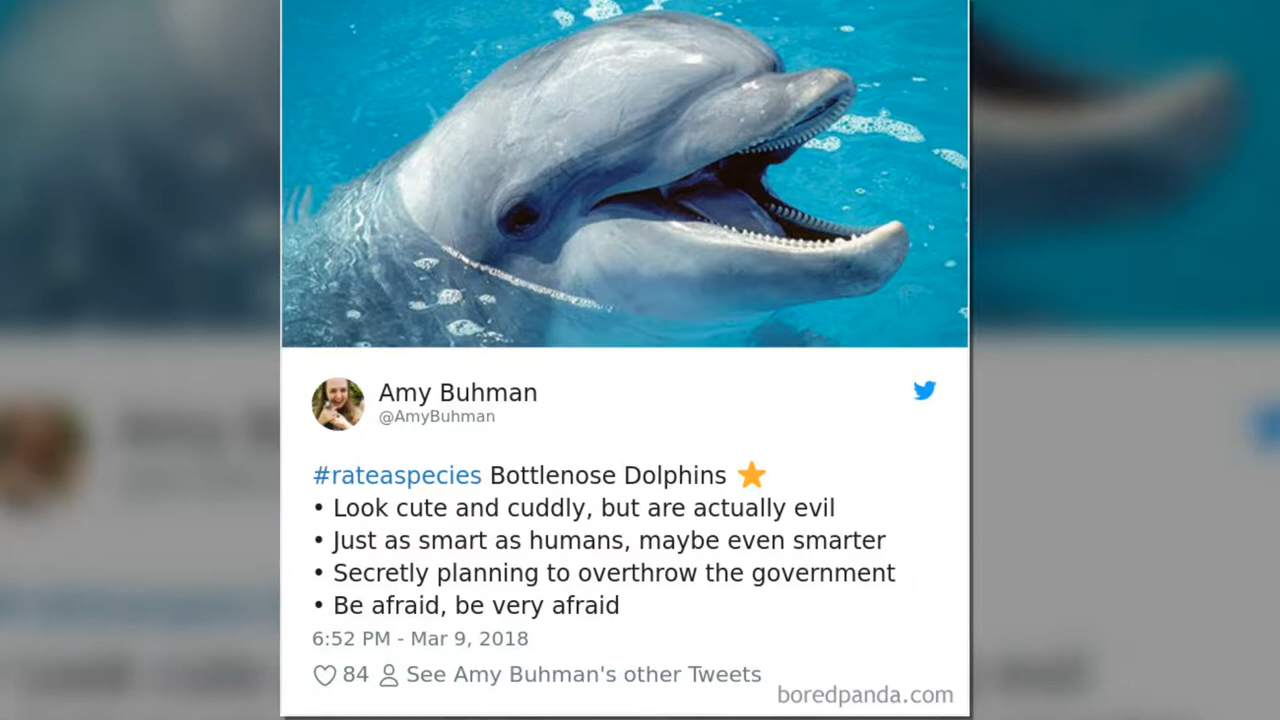 Amy Buhman
@AmyBuhman
#rateaspecies Bottlenose Dolphins ⭐
• Look cute and cuddly, but are actually evil
• Just as smart as humans, maybe even smarter
• Secretly planning to overthrow the government
• Be afraid, be very afraid
6:52 PM - Mar 9, 2018
84 See Amy Buhman's other Tweets
boredpanda.com